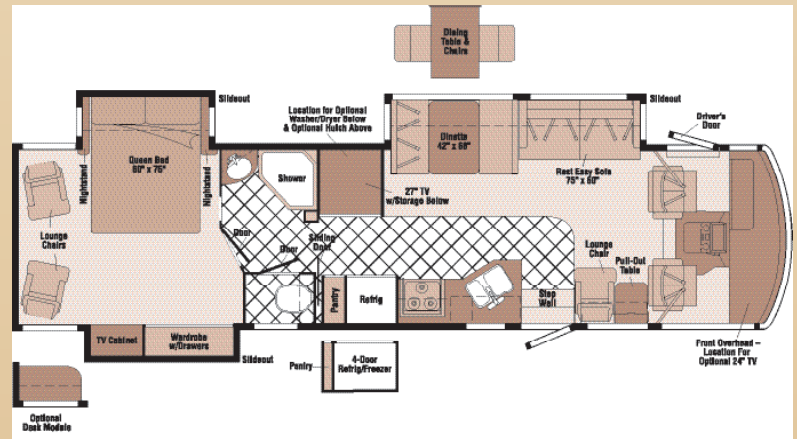 Dining
Table &
Chairs
Slideout
Location for Optional
Washer/Dryer Below
& Optional Hutch Above
Slideout
Driver's
Door
Queen Bed
60" x 75"
Nightstand
Nightstand
Shower
Dinette
42" x 68"
Rest Easy Sofa
75" x 60"
27" TV
w/Storage Below
Lounge
Chairs
Door
Door
Sliding
Door
Lounge
Chair
Pull-Out
Table
Pantry
Refrig
Step
Well
TV Cabinet
Wardrobe
w/Drawers
Slideout
Pantry
4-Door
Refrig/Freezer
Front Overhead –
Location For
Optional 24" TV
Optional
Desk Module